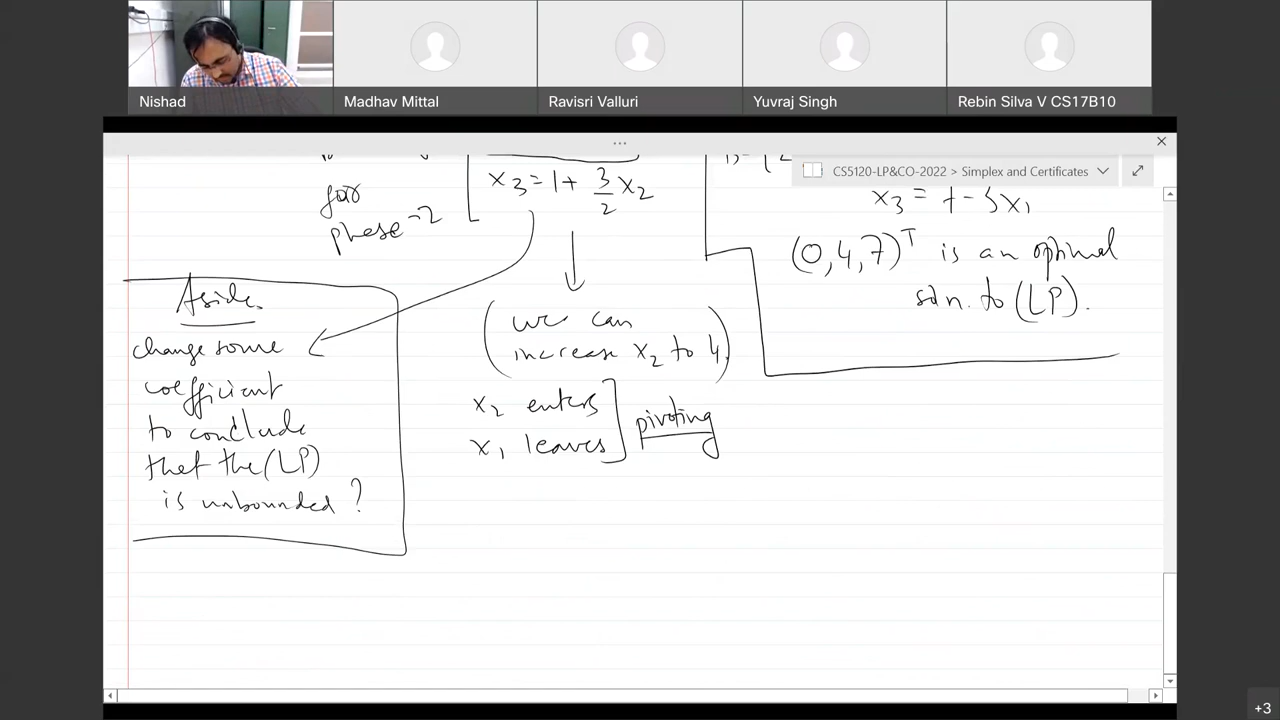 Nishad
Madhav Mittal
Ravisri Valluri
Yuvraj Singh
Rebin Silva V CS17B10
CS5120-LP&CO-2022 > Simplex and Certificates
for
phase-2
x₃ = 1 + 3/2 x₂
(0, 4, 7)ᵀ is an optimal
soln. to (LP).
Aside
change some
coefficient
to conclude
that the (LP)
is unbounded ?
(we can
increase x₂ to 4)
x₂ enters
x₁ leaves
pivoting
+3